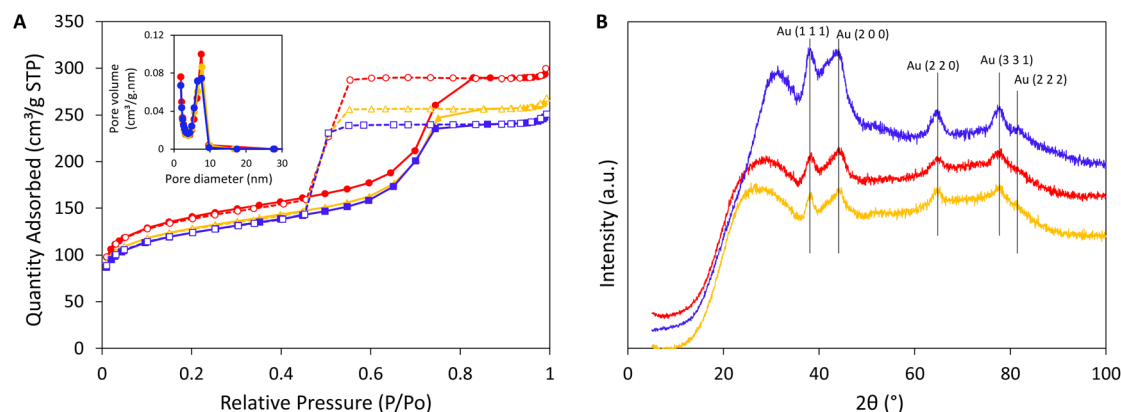 A
350
300
250
200
150
100
50
0
Quantity Adsorbed (cm³/g STP)
0
0.2
0.4
0.6
0.8
1
Relative Pressure (P/Po)
0.12
0.08
0.04
0
Pore volume
(cm³/g.nm)
0
10
20
30
Pore diameter (nm)
B
Au (1 1 1)
Au (2 0 0)
Au (2 2 0)
Au (3 3 1)
Au (2 2 2)
Intensity (a.u.)
0
20
40
60
80
100
2θ (°)